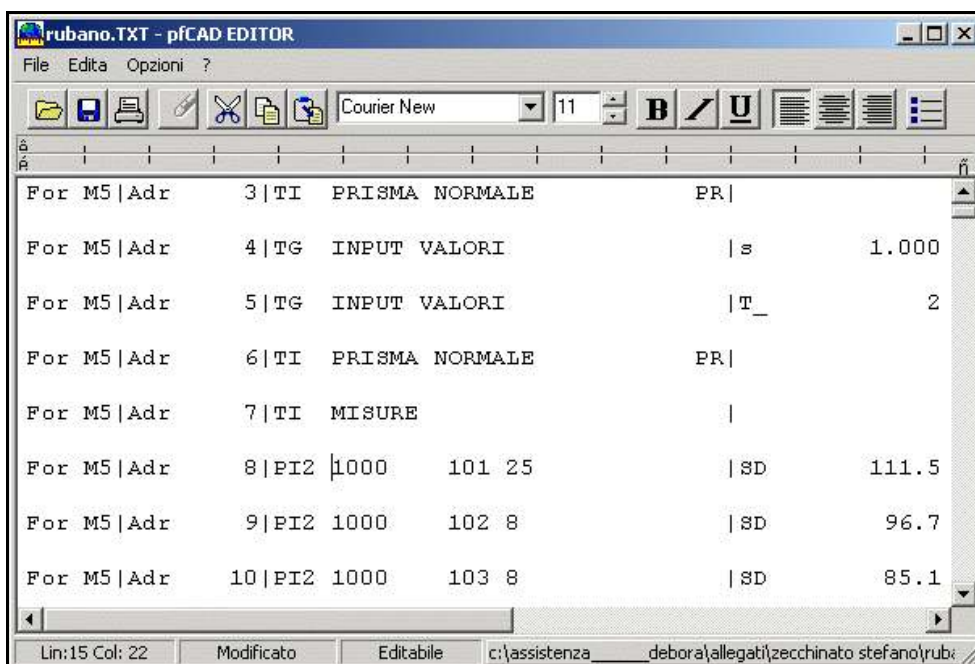 rubano.TXT - pfCAD EDITOR
File Edita Opzioni ?
Courier New 11 B I U
For M5|Adr 3|TI PRISMA NORMALE PR|
For M5|Adr 4|TG INPUT VALORI |s 1.000
For M5|Adr 5|TG INPUT VALORI |T_ 2
For M5|Adr 6|TI PRISMA NORMALE PR|
For M5|Adr 7|TI MISURE |
For M5|Adr 8|PI2 1000 101 25 |SD 111.5
For M5|Adr 9|PI2 1000 102 8 |SD 96.7
For M5|Adr 10|PI2 1000 103 8 |SD 85.1
Lin:15 Col: 22 Modificato Editabile c:\assistenza______debora\allegati\zecchinato stefano\ruba